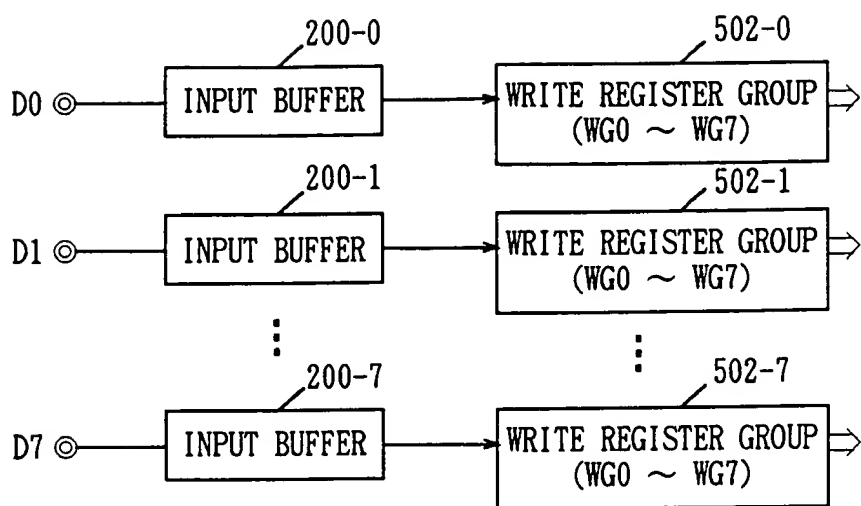 200-0
502-0
D0
INPUT BUFFER
WRITE REGISTER GROUP
(WG0 ~ WG7)
200-1
502-1
D1
INPUT BUFFER
WRITE REGISTER GROUP
(WG0 ~ WG7)
200-7
502-7
D7
INPUT BUFFER
WRITE REGISTER GROUP
(WG0 ~ WG7)